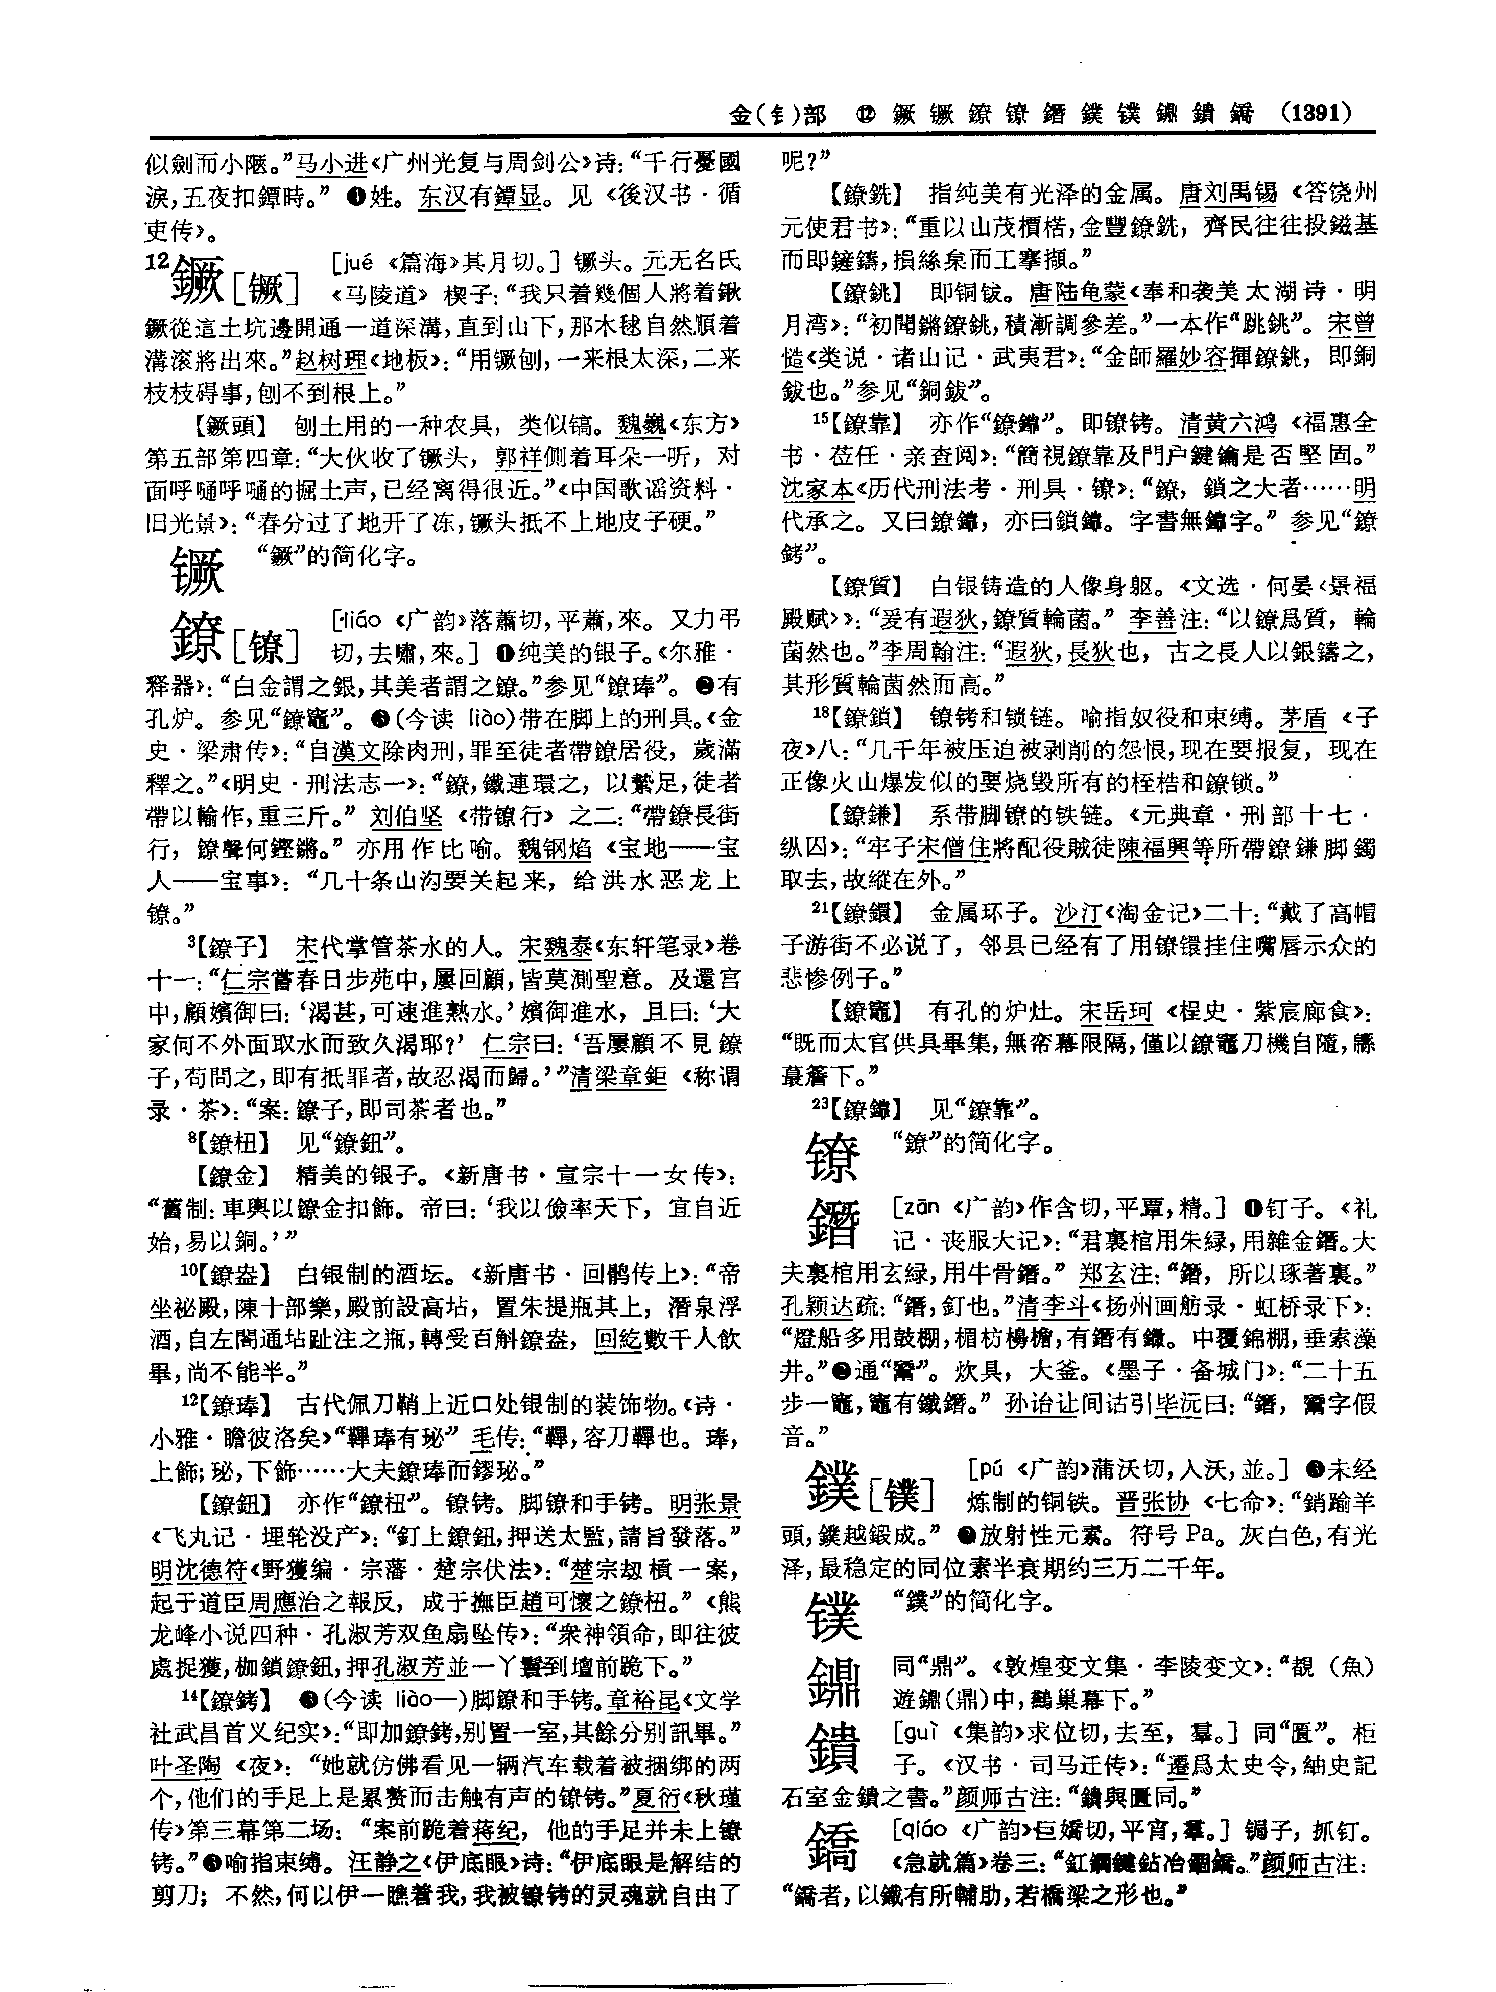 金(钅)部 ⑫ 鐝 镢 鐐 镣 鐕 鏷 镤 鐤 鐀 鐈 (1391)
似劍而小陿。”马小进《广州光复与周剑公》诗:“千行憂國
淚,五夜扣鐔時。” ❶姓。东汉有鐔显。见《後汉书·循
吏传》。
12鐝[镢] [jué 《篇海》其月切。] 镢头。元无名氏
《马陵道》楔子:“我只着幾個人將着鍬
鐝從這土坑邊開通一道深溝,直到山下,那木毬自然順着
溝滚將出來。”赵树理《地板》:“用镢刨,一来根太深,二来
枝枝碍事,刨不到根上。”
【鐝頭】 刨土用的一种农具,类似镐。魏巍《东方》
第五部第四章:“大伙收了镢头,郭祥侧着耳朵一听,对
面呼嗵呼嗵的掘土声,已经离得很近。”《中国歌谣资料·
旧光景》:“春分过了地开了冻,镢头抵不上地皮子硬。”
镢 “鐝”的简化字。
鐐[镣] [liáo 《广韵》落蕭切,平蕭,來。又力弔
切,去嘯,來。] ❶纯美的银子。《尔雅·
释器》:“白金謂之銀,其美者謂之鐐。”参见“鐐琫”。❷有
孔炉。参见“鐐竈”。❸(今读 liào)带在脚上的刑具。《金
史·梁肃传》:“自漢文除肉刑,罪至徒者帶鐐居役,歲滿
釋之。”《明史·刑法志一》:“鐐,鐵連環之,以縶足,徒者
帶以輸作,重三斤。” 刘伯坚《带镣行》之二:“帶鐐長街
行,鐐聲何鏗鏘。”亦用作比喻。魏钢焰《宝地——宝
人——宝事》:“几十条山沟要关起来,给洪水恶龙上
镣。”
3【鐐子】 宋代掌管茶水的人。宋魏泰《东轩笔录》卷
十一:“仁宗嘗春日步苑中,屢回顧,皆莫測聖意。及還宫
中,顧嬪御曰:‘渴甚,可速進熟水。’嬪御進水,且曰:‘大
家何不外面取水而致久渴耶?’ 仁宗曰:‘吾屢顧不見鐐
子,苟問之,即有抵罪者,故忍渴而歸。’”清梁章鉅《称谓
录·茶》:“案:鐐子,即司茶者也。”
8【鐐杻】 见“鐐鈕”。
【鐐金】 精美的银子。《新唐书·宣宗十一女传》:
“舊制:車輿以鐐金扣飾。帝曰:‘我以儉率天下,宜自近
始,易以銅。’”
10【鐐盎】 白银制的酒坛。《新唐书·回鹘传上》:“帝
坐祕殿,陳十部樂,殿前設高坫,置朱提瓶其上,潛泉浮
酒,自左閤通坫趾注之瓶,轉受百斛鐐盎,回紇數千人飲
畢,尚不能半。”
12【鐐琫】 古代佩刀鞘上近口处银制的装饰物。《诗·
小雅·瞻彼洛矣》“鞸琫有珌” 毛传:“鞸,容刀鞸也。琫,
上飾;珌,下飾……大夫鐐琫而鏐珌。”
【鐐鈕】 亦作“鐐杻”。镣铐。脚镣和手铐。明张景
《飞丸记·埋轮没产》:“釘上鐐鈕,押送太監,請旨發落。”
明沈德符《野獲编·宗藩·楚宗伏法》:“楚宗劫槓一案,
起于道臣周應治之報反,成于撫臣趙可懷之鐐杻。”《熊
龙峰小说四种·孔淑芳双鱼扇坠传》:“衆神領命,即往彼
處捉獲,枷鎖鐐鈕,押孔淑芳並一丫鬟到壇前跪下。”
14【鐐銬】 ❶(今读 liào—)脚鐐和手铐。章裕昆《文学
社武昌首义纪实》:“即加鐐銬,别置一室,其餘分别訊畢。”
叶圣陶《夜》:“她就仿佛看见一辆汽车载着被捆绑的两
个,他们的手足上是累赘而击触有声的镣铐。”夏衍《秋瑾
传》第三幕第二场:“案前跪着蒋纪,他的手足并未上镣
铐。”❷喻指束缚。汪静之《伊底眼》诗:“伊底眼是解结的
剪刀;不然,何以伊一瞧着我,我被镣铐的灵魂就自由了
呢?”
【鐐銑】 指纯美有光泽的金属。唐刘禹锡《答饶州
元使君书》:“重以山茂檟楛,金豐鐐銑,齊民往往投鎡基
而即鏟鑄,損絲枲而工搴擷。”
【鐐銚】 即铜钹。唐陆龟蒙《奉和袭美太湖诗·明
月湾》:“初聞鏘鐐銚,積漸調參差。”一本作“跳銚”。宋曾
慥《类说·诸山记·武夷君》:“金師羅妙容揮鐐銚,即銅
鈸也。”参见“銅鈸”。
15【鐐靠】 亦作“鐐鑏”。即镣铐。清黄六鸿《福惠全
书·莅任·亲查阅》:“簡視鐐靠及門户鍵鑰是否堅固。”
沈家本《历代刑法考·刑具·镣》:“鐐,鎖之大者……明
代承之。又曰鐐,亦曰鎖。字書無字。” 参见“鐐
銬”。
【鐐質】 白银铸造的人像身躯。《文选·何晏〈景福
殿赋〉》:“爰有遐狄,鐐質輪菌。” 李善注:“以鐐爲質,輪
菌然也。”李周翰注:“遐狄,長狄也,古之長人以銀鑄之,
其形質輪菌然而高。”
18【鐐鎖】 镣铐和锁链。喻指奴役和束缚。茅盾《子
夜》八:“几千年被压迫被剥削的怨恨,现在要报复,现在
正像火山爆发似的要烧毁所有的桎梏和镣锁。”
【鐐鎌】 系带脚镣的铁链。《元典章·刑部十七·
纵囚》:“牢子宋僧住將配役賊徒陳福興等所帶鐐鎌脚鐲
取去,故縱在外。”
21【鐐鐶】 金属环子。沙汀《淘金记》二十:“戴了高帽
子游街不必说了,邻县已经有了用镣镮挂住嘴唇示众的
悲惨例子。”
【鐐竈】 有孔的炉灶。宋岳珂《桯史·紫宸廊食》:
“既而太官供具畢集,無帟幕限隔,僅以鐐竈刀機自隨,緜
蕞簷下。”
23【鐐】 见“鐐靠”。
镣 “鐐”的简化字。
鐕 [zān 《广韵》作含切,平覃,精。] ❶钉子。《礼
记·丧服大记》:“君裏棺用朱緑,用雜金鐕。大
夫裏棺用玄緑,用牛骨鐕。” 郑玄注:“鐕,所以琢著裏。”
孔颖达疏:“鐕,釘也。”清李斗《扬州画舫录·虹桥录下》:
“燈船多用鼓棚,楣枋檽檐,有鐕有鐖。中覆錦棚,垂索藻
井。”❷通“鬵”。炊具,大釜。《墨子·备城门》:“二十五
步一竈,竈有鐵鐕。” 孙诒让间诂引毕沅曰:“鐕,鬵字假
音。”
鏷[镤] [pú 《广韵》蒲沃切,入沃,並。] ❶未经
炼制的铜铁。晋张协《七命》:“銷踰羊
頭,鏷越鍛成。” ❷放射性元素。符号 Pa。灰白色,有光
泽,最稳定的同位素半衰期约三万二千年。
镤 “鏷”的简化字。
鐤 同“鼎”。《敦煌变文集·李陵变文》:“覩(魚)
遊鐤(鼎)中,鷰巢幕下。”
鐀 [guì 《集韵》求位切,去至,羣。] 同“匱”。柜
子。《汉书·司马迁传》:“遷爲太史令,紬史記
石室金鐀之書。”颜师古注:“鐀與匱同。”
鐈 [qiáo 《广韵》巨嬌切,平宵,羣。] 锔子,抓钉。
《急就篇》卷三:“釭鐗鍵鉆冶錮鐈。”颜师古注:
“鐈者,以鐵有所輔助,若橋梁之形也。”